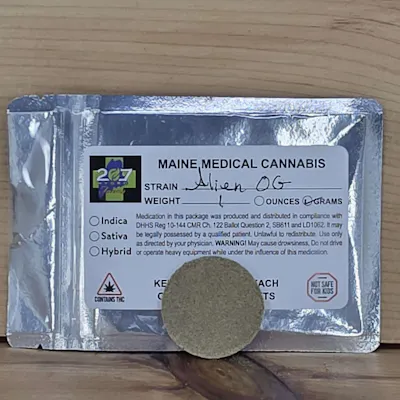 207
MAINE MEDICAL CANNABIS
STRAIN Alien OG
WEIGHT 1 OUNCES GRAMS
Indica
Sativa
Hybrid
Medication in this package was produced and distributed in compliance with
DHHS Reg 10-144 CMR Ch, 122 Ballot Question 2, SB611 and LD1062. It may
be legally possessed by a qualified patient. Unlawful to redistribute. Use only
as directed by your physician. WARNING! May cause drowsiness. Do not drive
or operate heavy equipment while under the influence of this medication.
CONTAINS THC
NOT SAFE
FOR KIDS